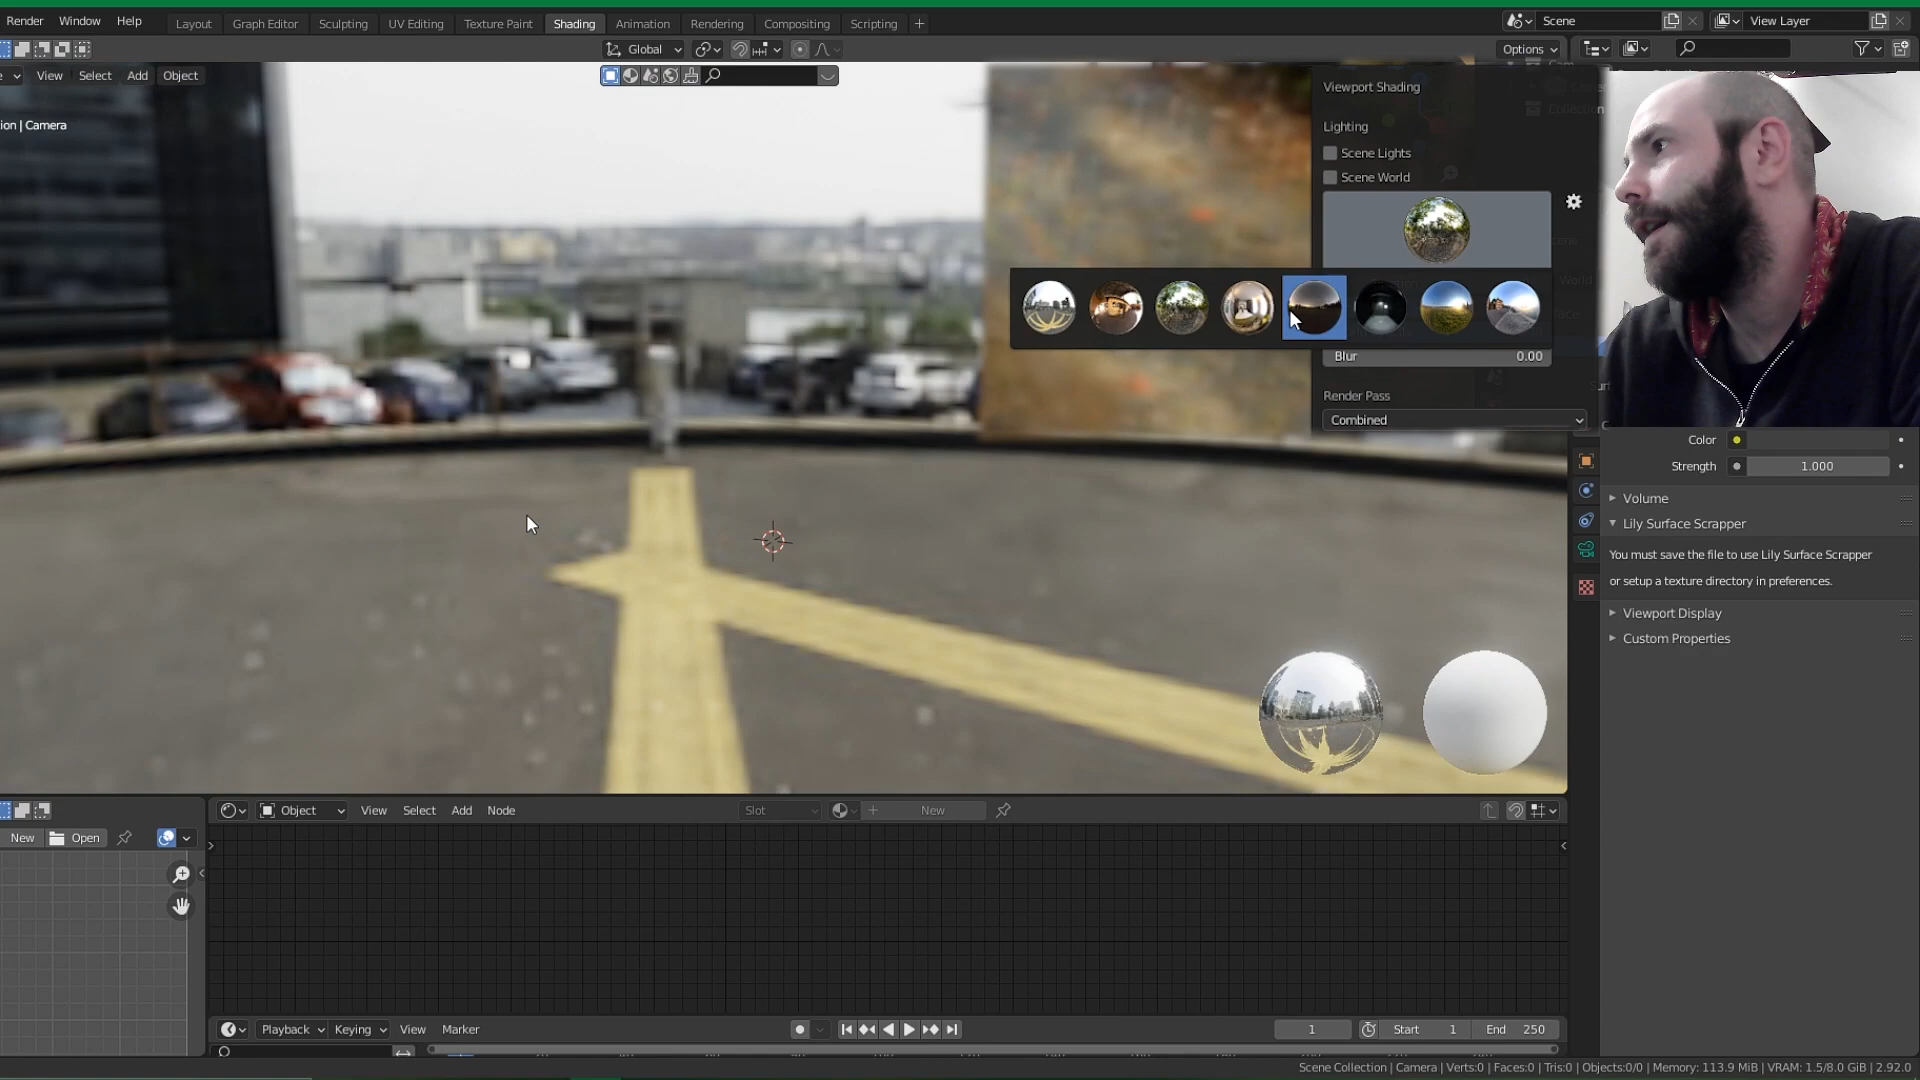 Render Window Help Layout Graph Editor Sculpting UV Editing Texture Paint Shading Animation Rendering Compositing Scripting + Scene View Layer
Global Options
View Select Add Object
ion | Camera
Viewport Shading
Lighting
Scene Lights
Scene World
Blur 0.00
Render Pass
Combined
Color
Strength 1.000
Volume
Lily Surface Scrapper
You must save the file to use Lily Surface Scrapper
or setup a texture directory in preferences.
Viewport Display
Custom Properties
Object View Select Add Node Slot New
New Open
Playback Keying View Marker 1 Start 1 End 250
Scene Collection | Camera | Verts:0 | Faces:0 | Tris:0 | Objects:0/0 | Memory: 113.9 MiB | VRAM: 1.5/8.0 GiB | 2.92.0